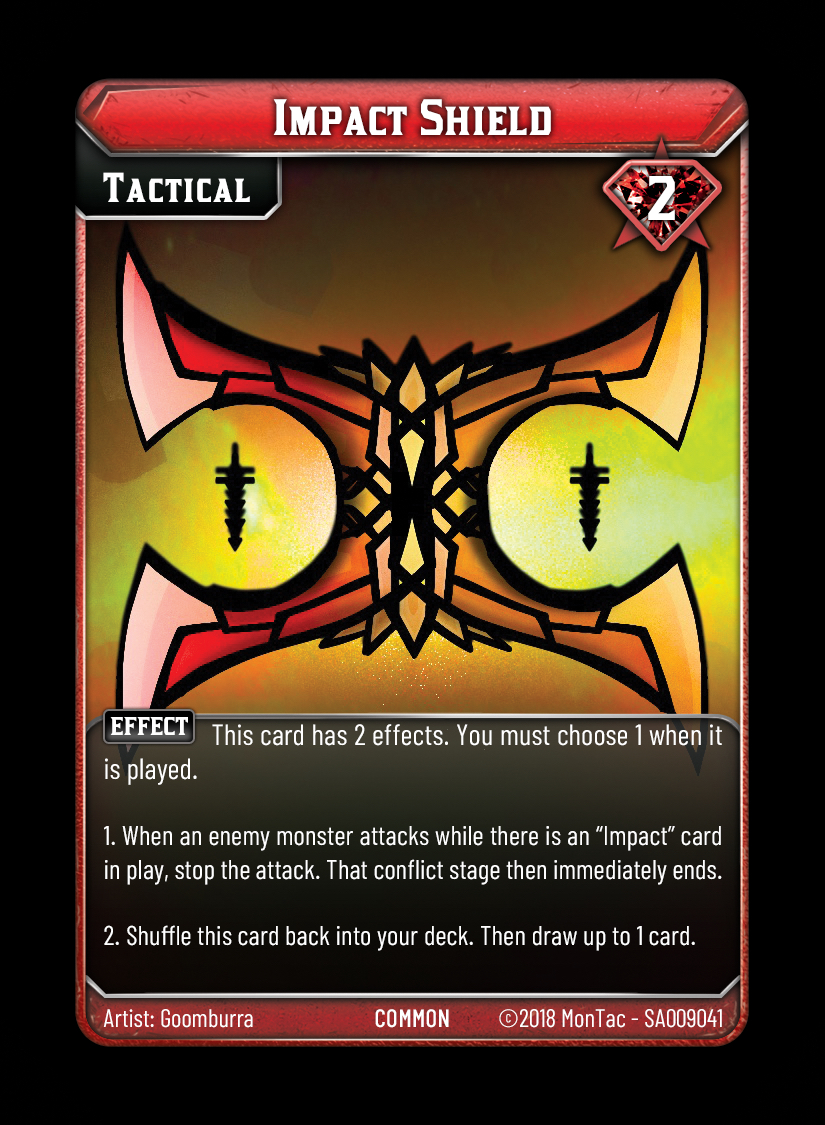 Impact Shield
Tactical
2
EFFECT This card has 2 effects. You must choose 1 when it
is played.
1. When an enemy monster attacks while there is an “Impact” card
in play, stop the attack. That conflict stage then immediately ends.
2. Shuffle this card back into your deck. Then draw up to 1 card.
Artist: Goomburra COMMON ©2018 MonTac - SA009041